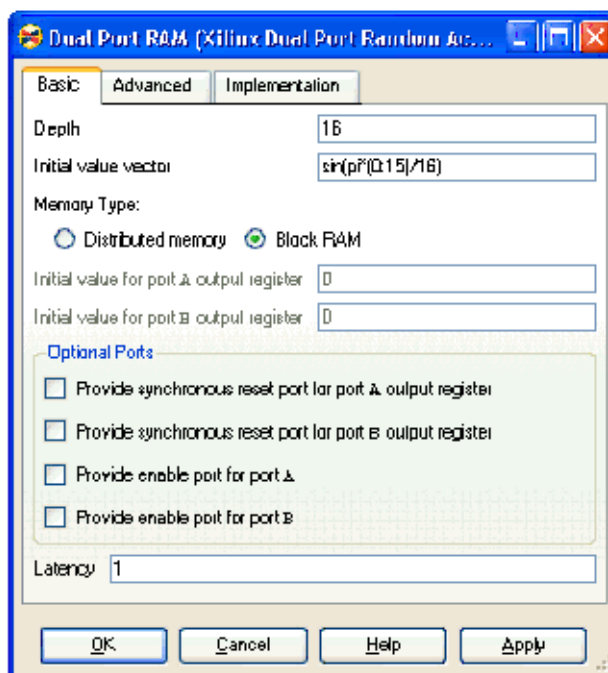 Dual Port RAM (Xilinx Dual Port Random Ac...
Basic Advanced Implementation
Depth 16
Initial value vector sin(pi*(0:15)/16)
Memory Type:
Distributed memory Block RAM
Initial value for port A output register 0
Initial value for port B output register 0
Optional Ports
Provide synchronous reset port for port A output register
Provide synchronous reset port for port B output register
Provide enable port for port A
Provide enable port for port B
Latency 1
OK Cancel Help Apply